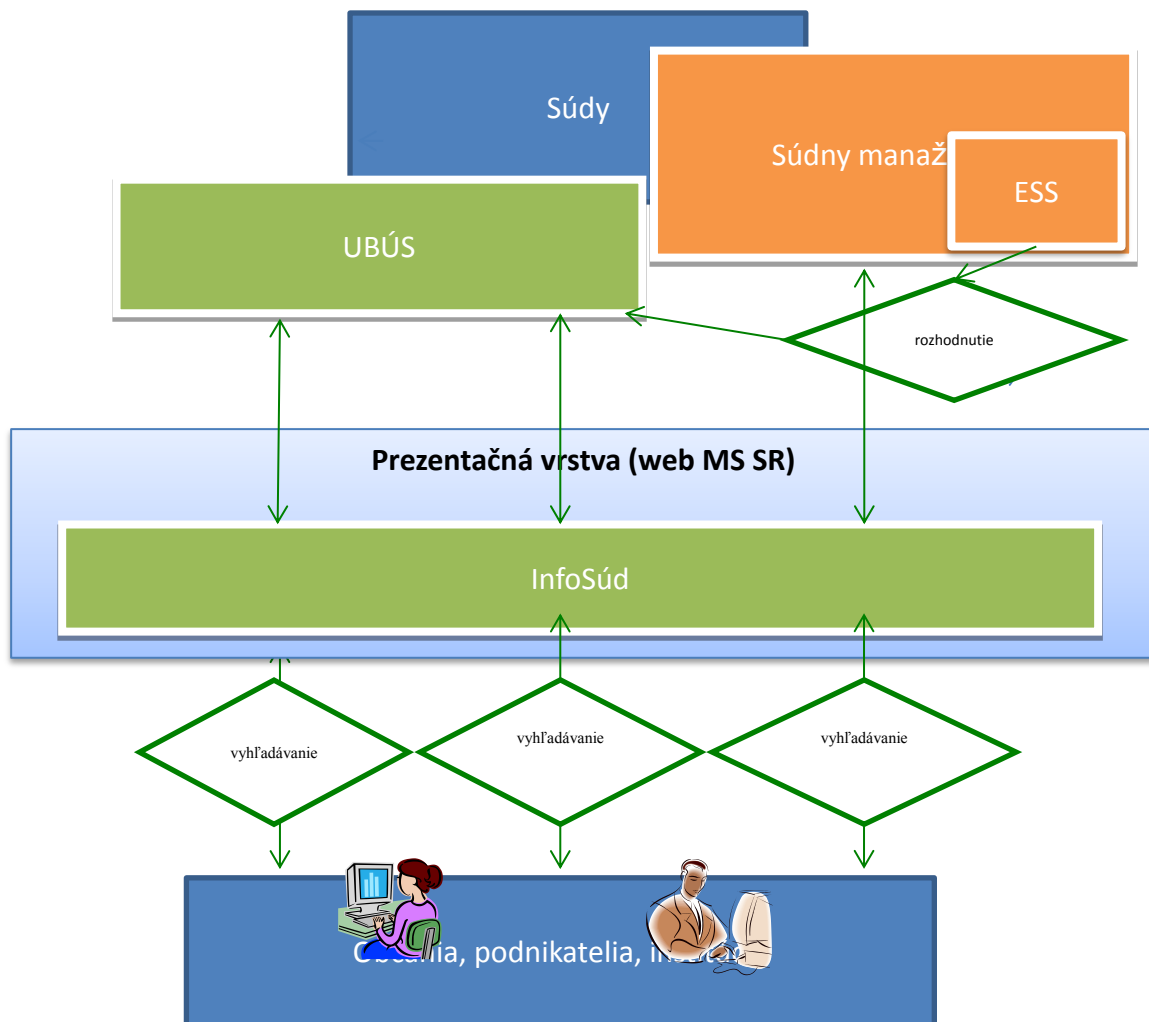 Súdy
Súdny manaž
ESS
UBÚS
rozhodnutie
Prezentačná vrstva (web MS SR)
InfoSúd
vyhľadávanie
vyhľadávanie
vyhľadávanie
podnikatelia,